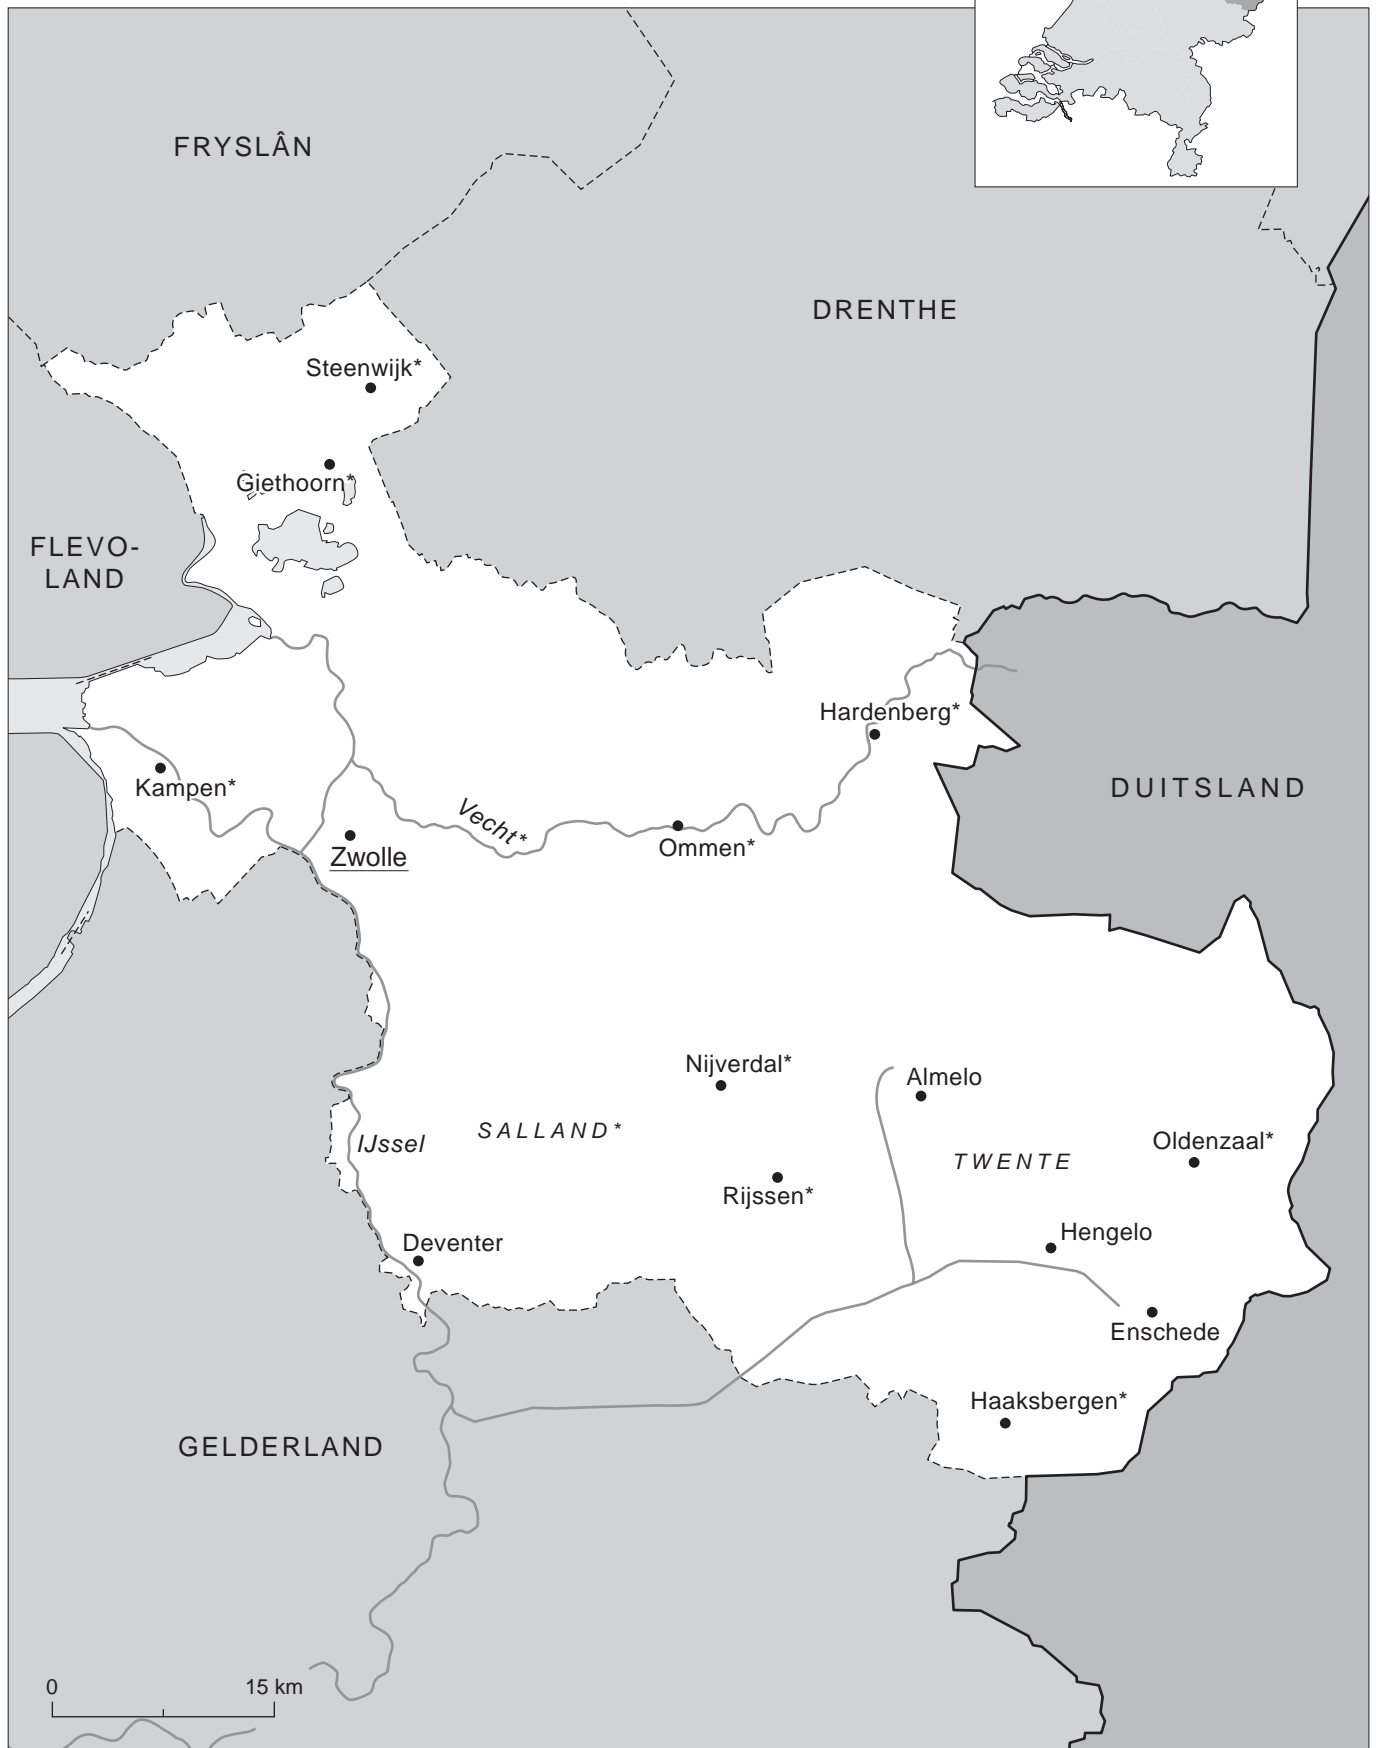 FRYSLÂN
DRENTHE
Steenwijk*
Giethoorn*
FLEVO-
LAND
Hardenberg*
DUITSLAND
Kampen*
Vecht*
Ommen*
Zwolle
Nijverdal*
Almelo
SALLAND*
IJssel
Oldenzaal*
TWENTE
Rijssen*
Hengelo
Deventer
Enschede
Haaksbergen*
GELDERLAND
0 15 km